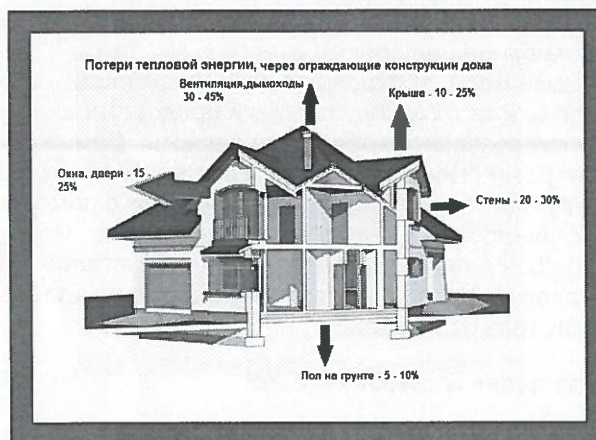 Потери тепловой энергии, через ограждающие конструкции дома
Вентиляция,дымоходы
30 - 45%
Крыша - 10 - 25%
Окна, двери - 15 -
25%
Стены - 20 - 30%
Пол на грунте - 5 - 10%